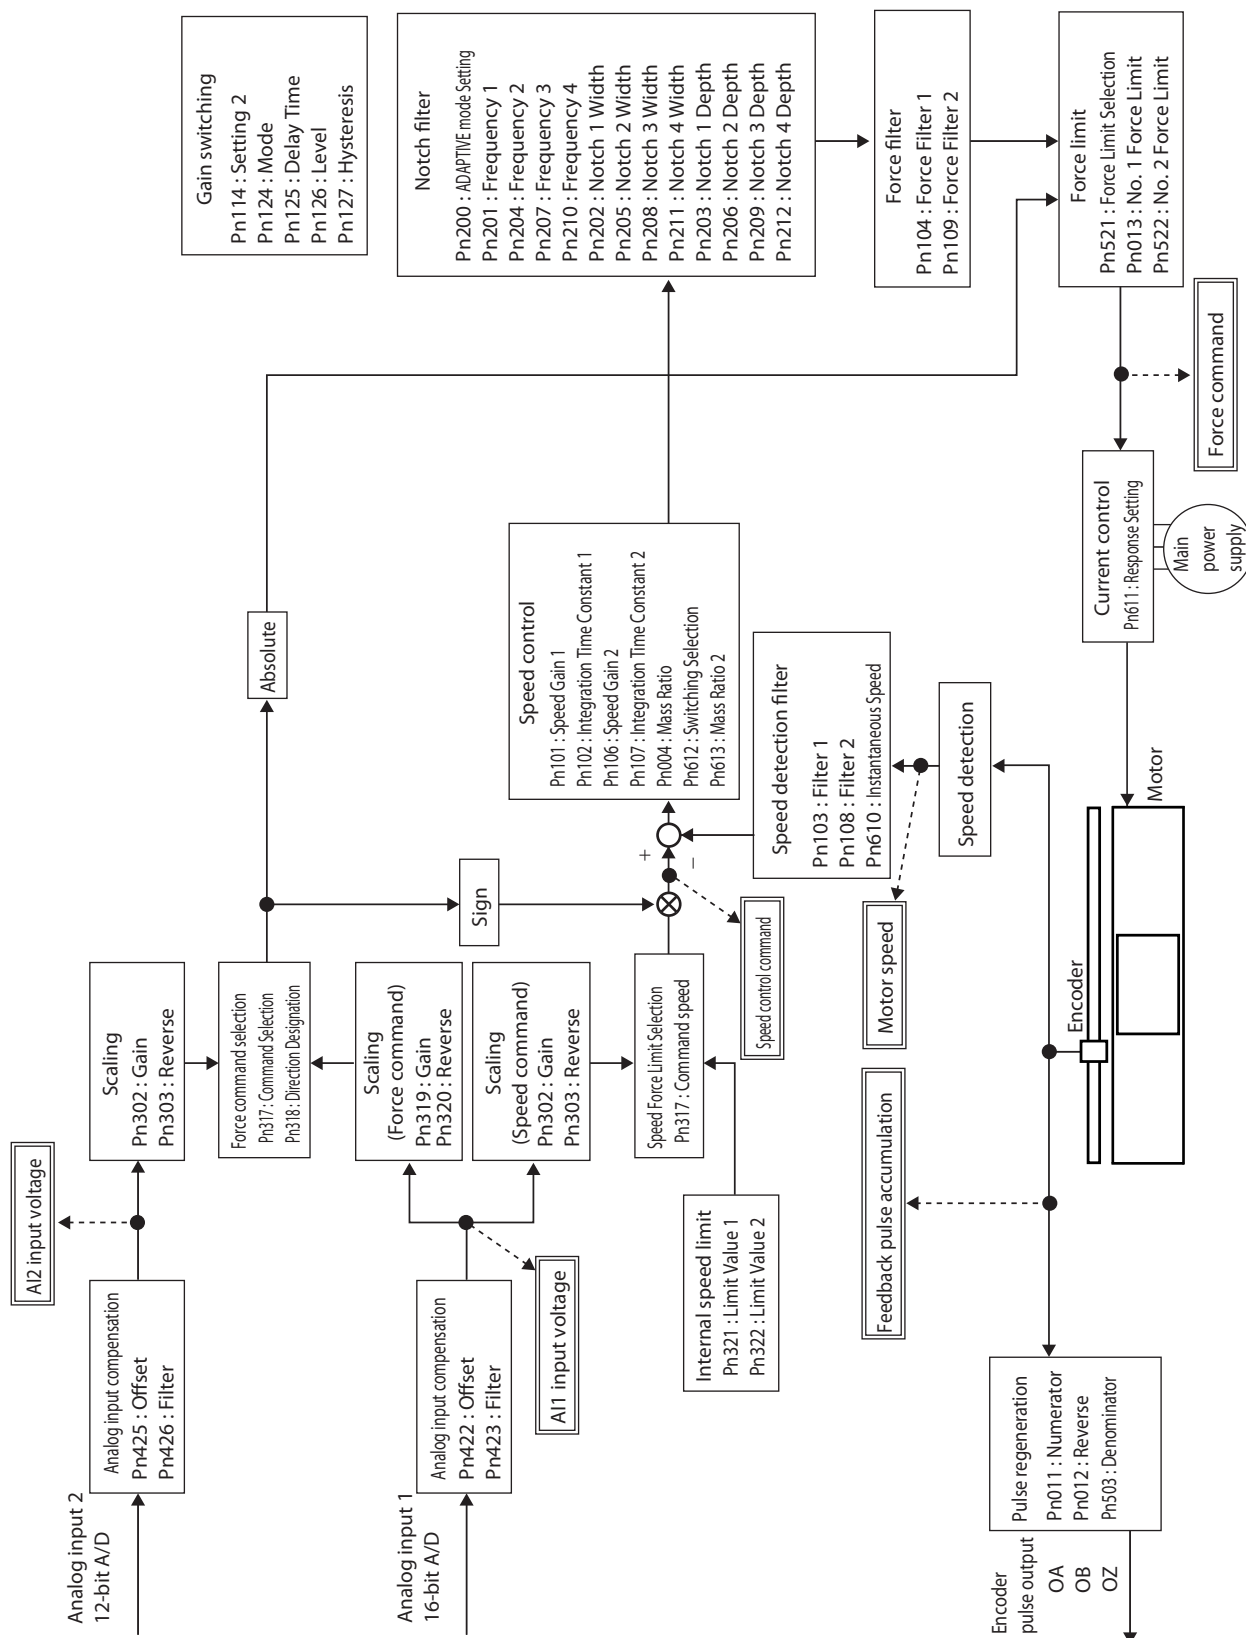 Analog input 2
12-bit A/D
Analog input compensation
Pn425 : Offset
Pn426 : Filter
AI2 input voltage
Scaling
Pn302 : Gain
Pn303 : Reverse
Force command selection
Pn317 : Command Selection
Pn318 : Direction Designation
Absolute
Sign
Gain switching
Pn114 : Setting 2
Pn124 : Mode
Pn125 : Delay Time
Pn126 : Level
Pn127 : Hysteresis
Analog input 1
16-bit A/D
Analog input compensation
Pn422 : Offset
Pn423 : Filter
AI1 input voltage
Scaling
(Force command)
Pn319 : Gain
Pn320 : Reverse
Scaling
(Speed command)
Pn302 : Gain
Pn303 : Reverse
Internal speed limit
Pn321 : Limit Value 1
Pn322 : Limit Value 2
Speed Force Limit Selection
Pn317 : Command speed
Speed control command
+
−
Speed control
Pn101 : Speed Gain 1
Pn102 : Integration Time Constant 1
Pn106 : Speed Gain 2
Pn107 : Integration Time Constant 2
Pn004 : Mass Ratio
Pn612 : Switching Selection
Pn613 : Mass Ratio 2
Notch filter
Pn200 : ADAPTIVE mode Setting
Pn201 : Frequency 1
Pn204 : Frequency 2
Pn207 : Frequency 3
Pn210 : Frequency 4
Pn202 : Notch 1 Width
Pn205 : Notch 2 Width
Pn208 : Notch 3 Width
Pn211 : Notch 4 Width
Pn203 : Notch 1 Depth
Pn206 : Notch 2 Depth
Pn209 : Notch 3 Depth
Pn212 : Notch 4 Depth
Speed detection filter
Pn103 : Filter 1
Pn108 : Filter 2
Pn610 : Instantaneous Speed
Force filter
Pn104 : Force Filter 1
Pn109 : Force Filter 2
Feedback pulse accumulation
Motor speed
Speed detection
Force limit
Pn521 : Force Limit Selection
Pn013 : No. 1 Force Limit
Pn522 : No. 2 Force Limit
Force command
Current control
Pn611 : Response Setting
Main
power
supply
Encoder
Motor
Pulse regeneration
Pn011 : Numerator
Pn012 : Reverse
Pn503 : Denominator
Encoder
pulse output
OA
OB
OZ